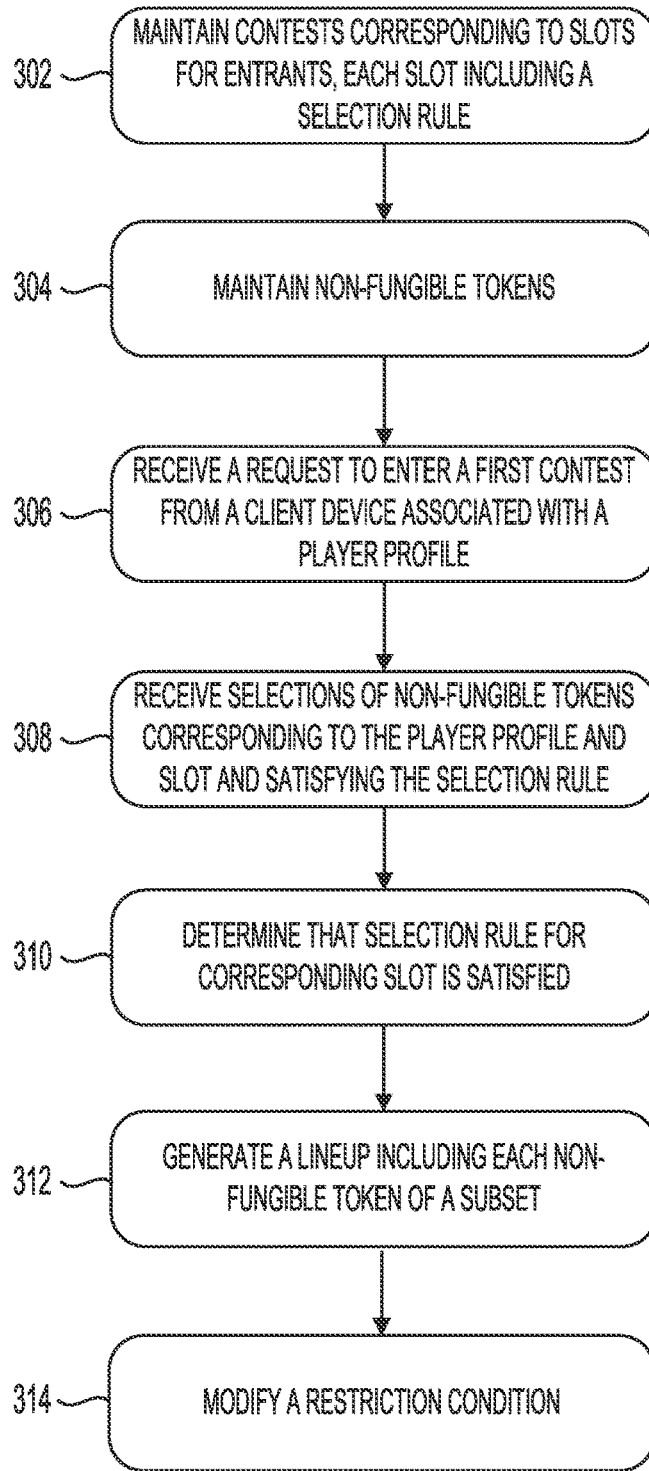 302
MAINTAIN CONTESTS CORRESPONDING TO SLOTS
FOR ENTRANTS, EACH SLOT INCLUDING A
SELECTION RULE
304
MAINTAIN NON-FUNGIBLE TOKENS
306
RECEIVE A REQUEST TO ENTER A FIRST CONTEST
FROM A CLIENT DEVICE ASSOCIATED WITH A
PLAYER PROFILE
308
RECEIVE SELECTIONS OF NON-FUNGIBLE TOKENS
CORRESPONDING TO THE PLAYER PROFILE AND
SLOT AND SATISFYING THE SELECTION RULE
310
DETERMINE THAT SELECTION RULE FOR
CORRESPONDING SLOT IS SATISFIED
312
GENERATE A LINEUP INCLUDING EACH NON-
FUNGIBLE TOKEN OF A SUBSET
314
MODIFY A RESTRICTION CONDITION